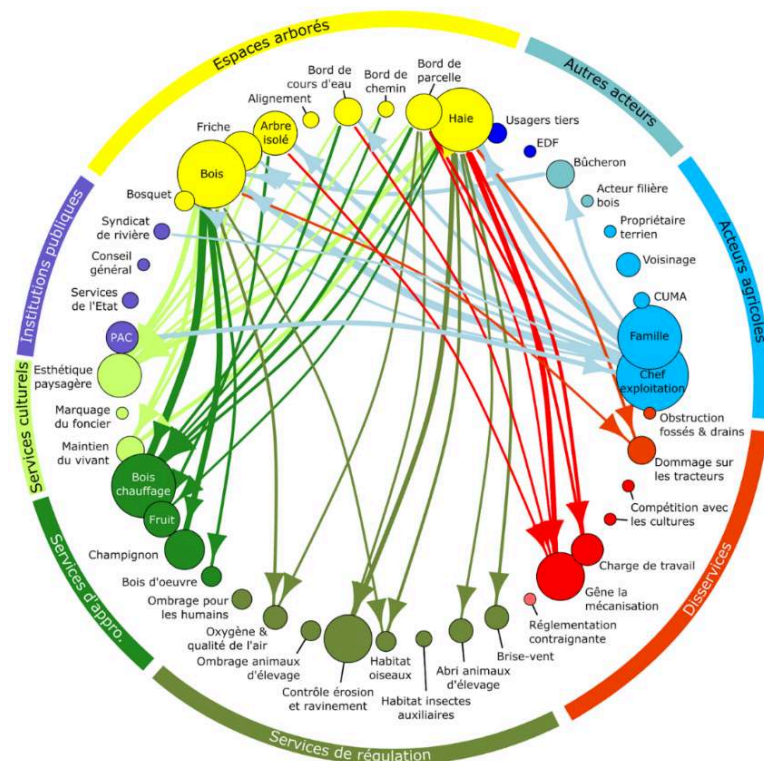 Espaces arborés
Autres acteurs
Acteurs agricoles
Disservices
Services de régulation
Services d'appro.
Services culturels
Institutions publiques
Bord de
cours d'eau
Bord de
chemin
Bord de
parcelle
Alignement
Arbre
isolé
Haie
Friche
Bois
Bosquet
Usagers tiers
EDF
Bûcheron
Acteur filière
bois
Propriétaire
terrien
Voisinage
CUMA
Famille
Chef
exploitation
Obstruction
fossés & drains
Dommage sur
les tracteurs
Compétition avec
les cultures
Charge de travail
Gêne la
mécanisation
Réglementation
contraignante
Brise-vent
Abri animaux
d'élevage
Habitat insectes
auxiliaires
Habitat
oiseaux
Contrôle érosion
et ravinement
Ombrage animaux
d'élevage
Oxygène &
qualité de l'air
Ombrage pour
les humains
Bois d'oeuvre
Champignon
Fruit
Bois
chauffage
Maintien
du vivant
Marquage
du foncier
Esthétique
paysagère
PAC
Services
de l'Etat
Conseil
général
Syndicat
de rivière